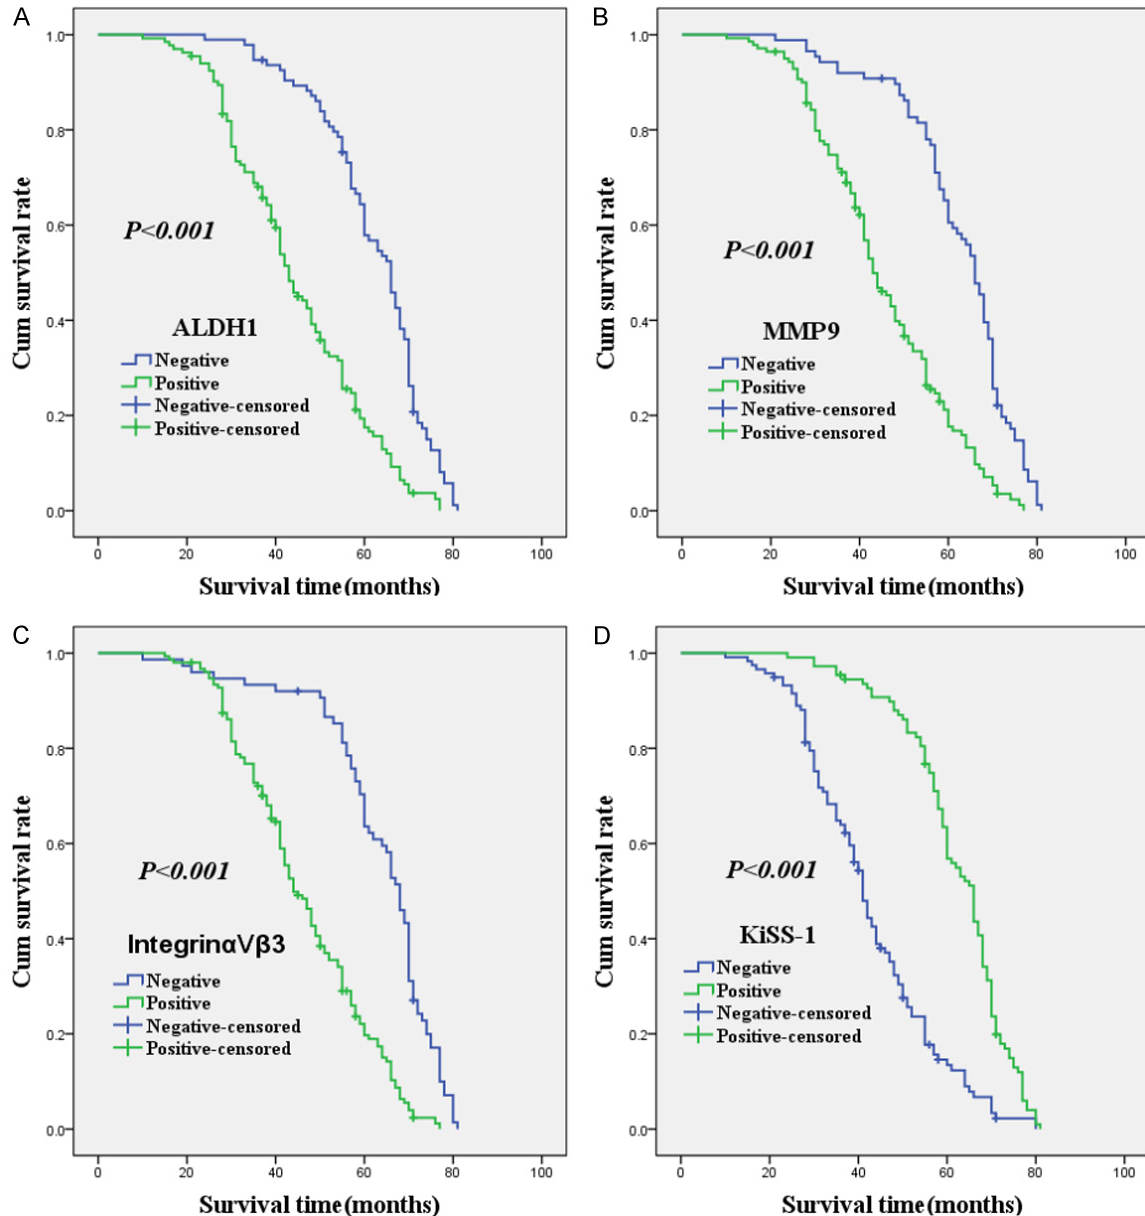 A
1.0
0.8
0.6
0.4
0.2
0.0
Cum survival rate
P<0.001
ALDH1
Negative
Positive
Negative-censored
Positive-censored
0 20 40 60 80 100
Survival time(months)
B
1.0
0.8
0.6
0.4
0.2
0.0
Cum survival rate
P<0.001
MMP9
Negative
Positive
Negative-censored
Positive-censored
0 20 40 60 80 100
Survival time(months)
C
1.0
0.8
0.6
0.4
0.2
0.0
Cum survival rate
P<0.001
IntegrinαVβ3
Negative
Positive
Negative-censored
Positive-censored
0 20 40 60 80 100
Survival time(months)
D
1.0
0.8
0.6
0.4
0.2
0.0
Cum survival rate
P<0.001
KiSS-1
Negative
Positive
Negative-censored
Positive-censored
0 20 40 60 80 100
Survival time(months)